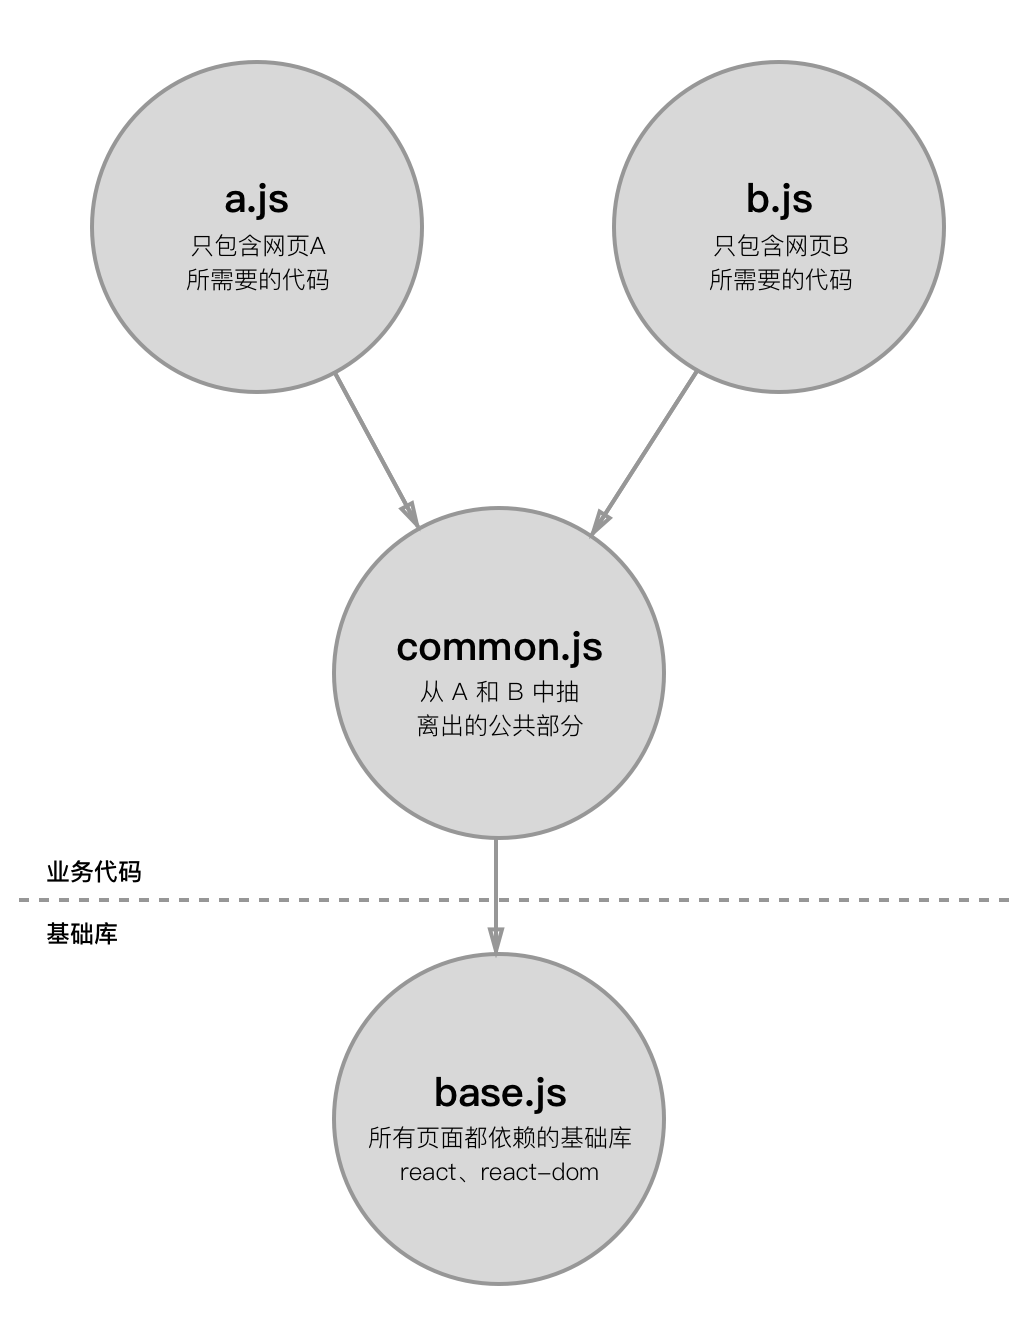 a.js
只包含网页A
所需要的代码
b.js
只包含网页B
所需要的代码
common.js
从 A 和 B 中抽
离出的公共部分
业务代码
基础库
base.js
所有页面都依赖的基础库
react、react-dom